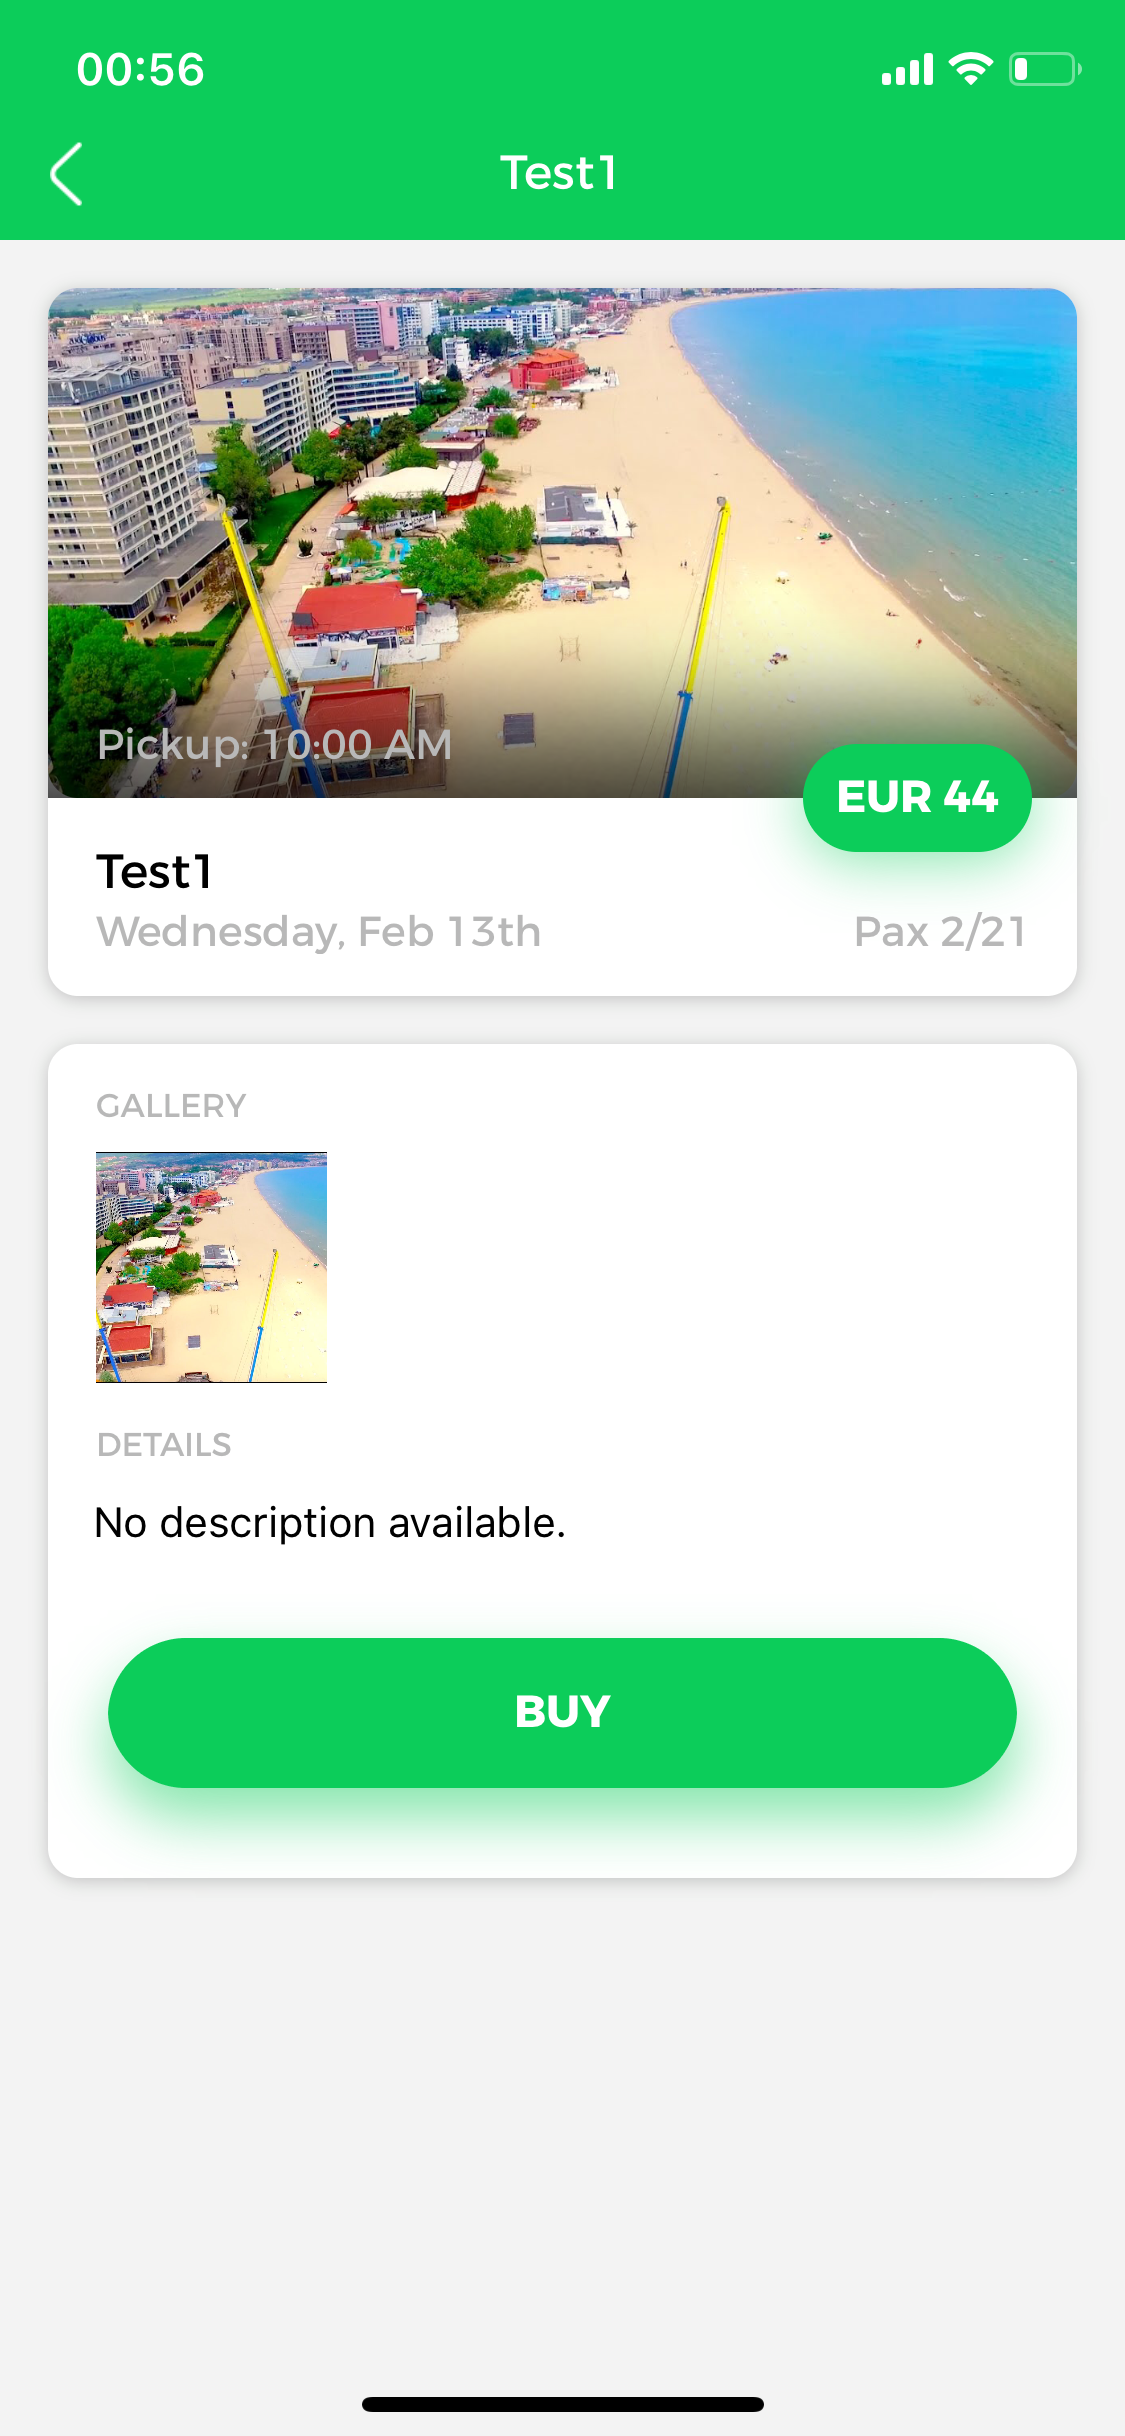 00:56
Test1
Pickup: 10:00 AM
EUR 44
Test1
Wednesday, Feb 13th
Pax 2/21
GALLERY
DETAILS
No description available.
BUY